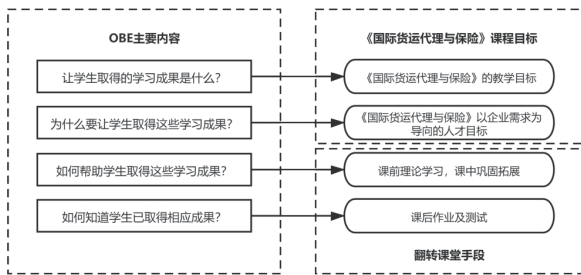 OBE主要内容
让学生取得的学习成果是什么？
为什么要让学生取得这些学习成果？
如何帮助学生取得这些学习成果？
如何知道学生已取得相应成果？
《国际货运代理与保险》课程目标
《国际货运代理与保险》的教学目标
《国际货运代理与保险》以企业需求为
导向的人才目标
课前理论学习，课中巩固拓展
课后作业及测试
翻转课堂手段